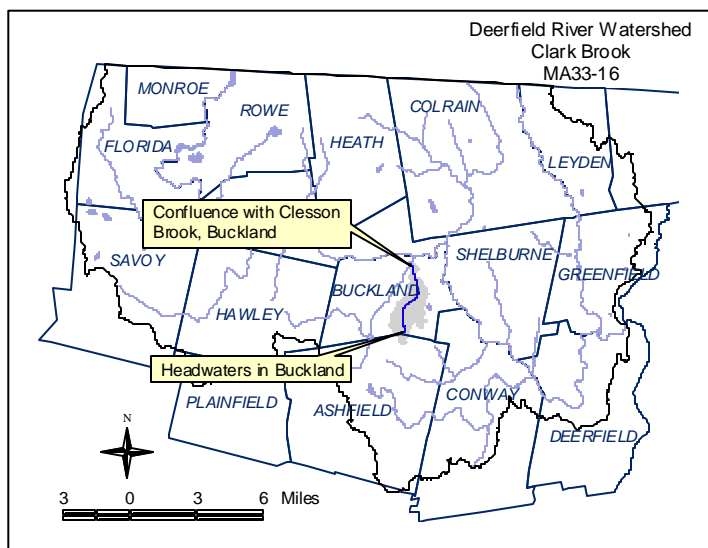 Deerfield River Watershed
Clark Brook
MA33-16
MONROE
ROWE
COLRAIN
FLORIDA
HEATH
LEYDEN
Confluence with Clesson
Brook, Buckland
SAVOY
SHELBURNE
GREENFIELD
BUCKLAND
HAWLEY
Headwaters in Buckland
PLAINFIELD
ASHFIELD
CONWAY
DEERFIELD
N
3 0 3 6 Miles